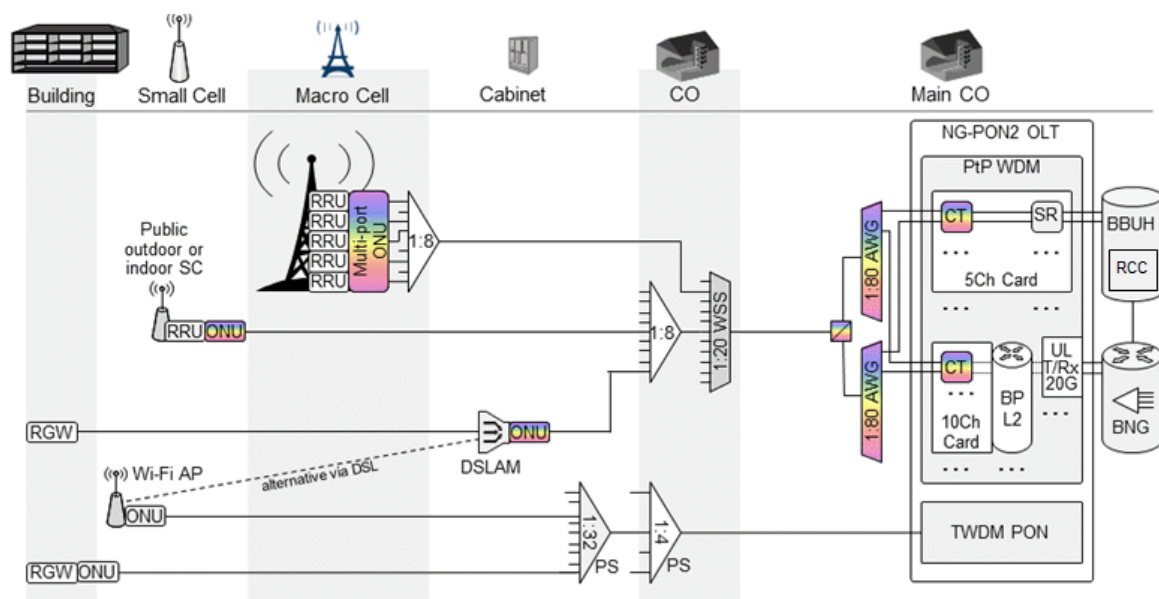 Building
Small Cell
Macro Cell
Cabinet
CO
Main CO
NG-PON2 OLT
PtP WDM
RRU
RRU
RRU
RRU
RRU
Multi-port
ONU
1:8
Public
outdoor or
indoor SC
RRU
ONU
1:8
1:20 WSS
1:80 AWG
1:80 AWG
CT
SR
5Ch Card
BBUH
RCC
CT
10Ch
Card
BP
L2
UL
T/Rx
20G
BNG
RGW
DSLAM
ONU
alternative via DSL
Wi-Fi AP
ONU
1:32
PS
1:4
PS
TWDM PON
RGW
ONU